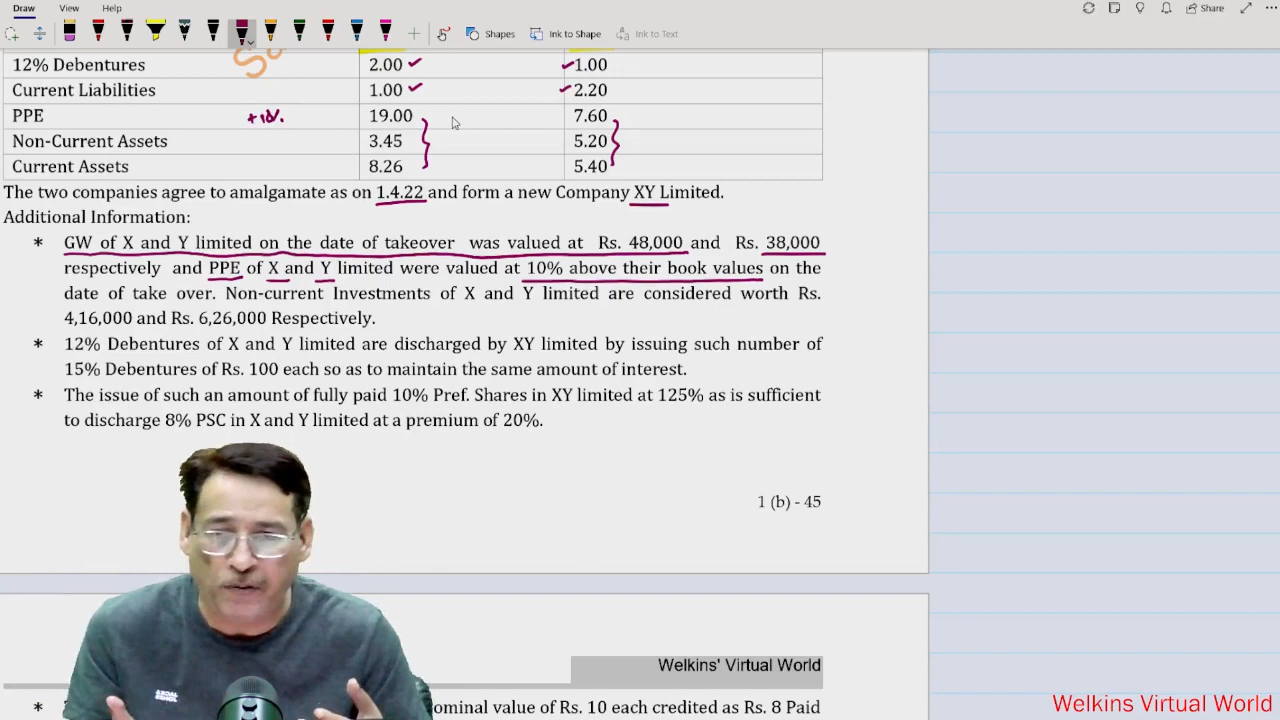 Draw View Help
Share
Shapes Ink to Shape Ink to Text
12% Debentures 2.00 1.00
Current Liabilities 1.00 2.20
PPE +10% 19.00 7.60
Non-Current Assets 3.45 5.20
Current Assets 8.26 5.40
The two companies agree to amalgamate as on 1.4.22 and form a new Company XY Limited.
Additional Information:
* GW of X and Y limited on the date of takeover was valued at Rs. 48,000 and Rs. 38,000
respectively and PPE of X and Y limited were valued at 10% above their book values on the
date of take over. Non-current Investments of X and Y limited are considered worth Rs.
4,16,000 and Rs. 6,26,000 Respectively.
* 12% Debentures of X and Y limited are discharged by XY limited by issuing such number of
15% Debentures of Rs. 100 each so as to maintain the same amount of interest.
* The issue of such an amount of fully paid 10% Pref. Shares in XY limited at 125% as is sufficient
to discharge 8% PSC in X and Y limited at a premium of 20%.
1 (b) - 45
Welkins' Virtual World
* nominal value of Rs. 10 each credited as Rs. 8 Paid
Welkins Virtual World